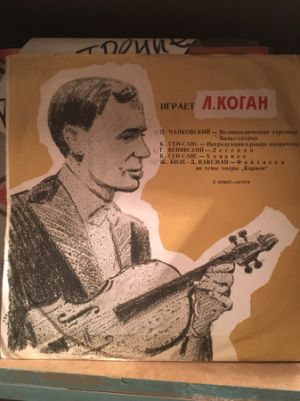 ТРЕПЕ
ИГРАЕТ Л.КОГАН
П. ЧАЙКОВСКИЙ — Меланхолическая серенада
Вальс-скерцо
К. СЕН-САНС — Интродукция и рондо каприччиозо
Г. ВЕНЯВСКИЙ — Легенда
К. СЕН-САНС — Хаванез
Ж. БИЗЕ - Д. ВАКСМАН — Фантазия
на темы оперы „Кармен"